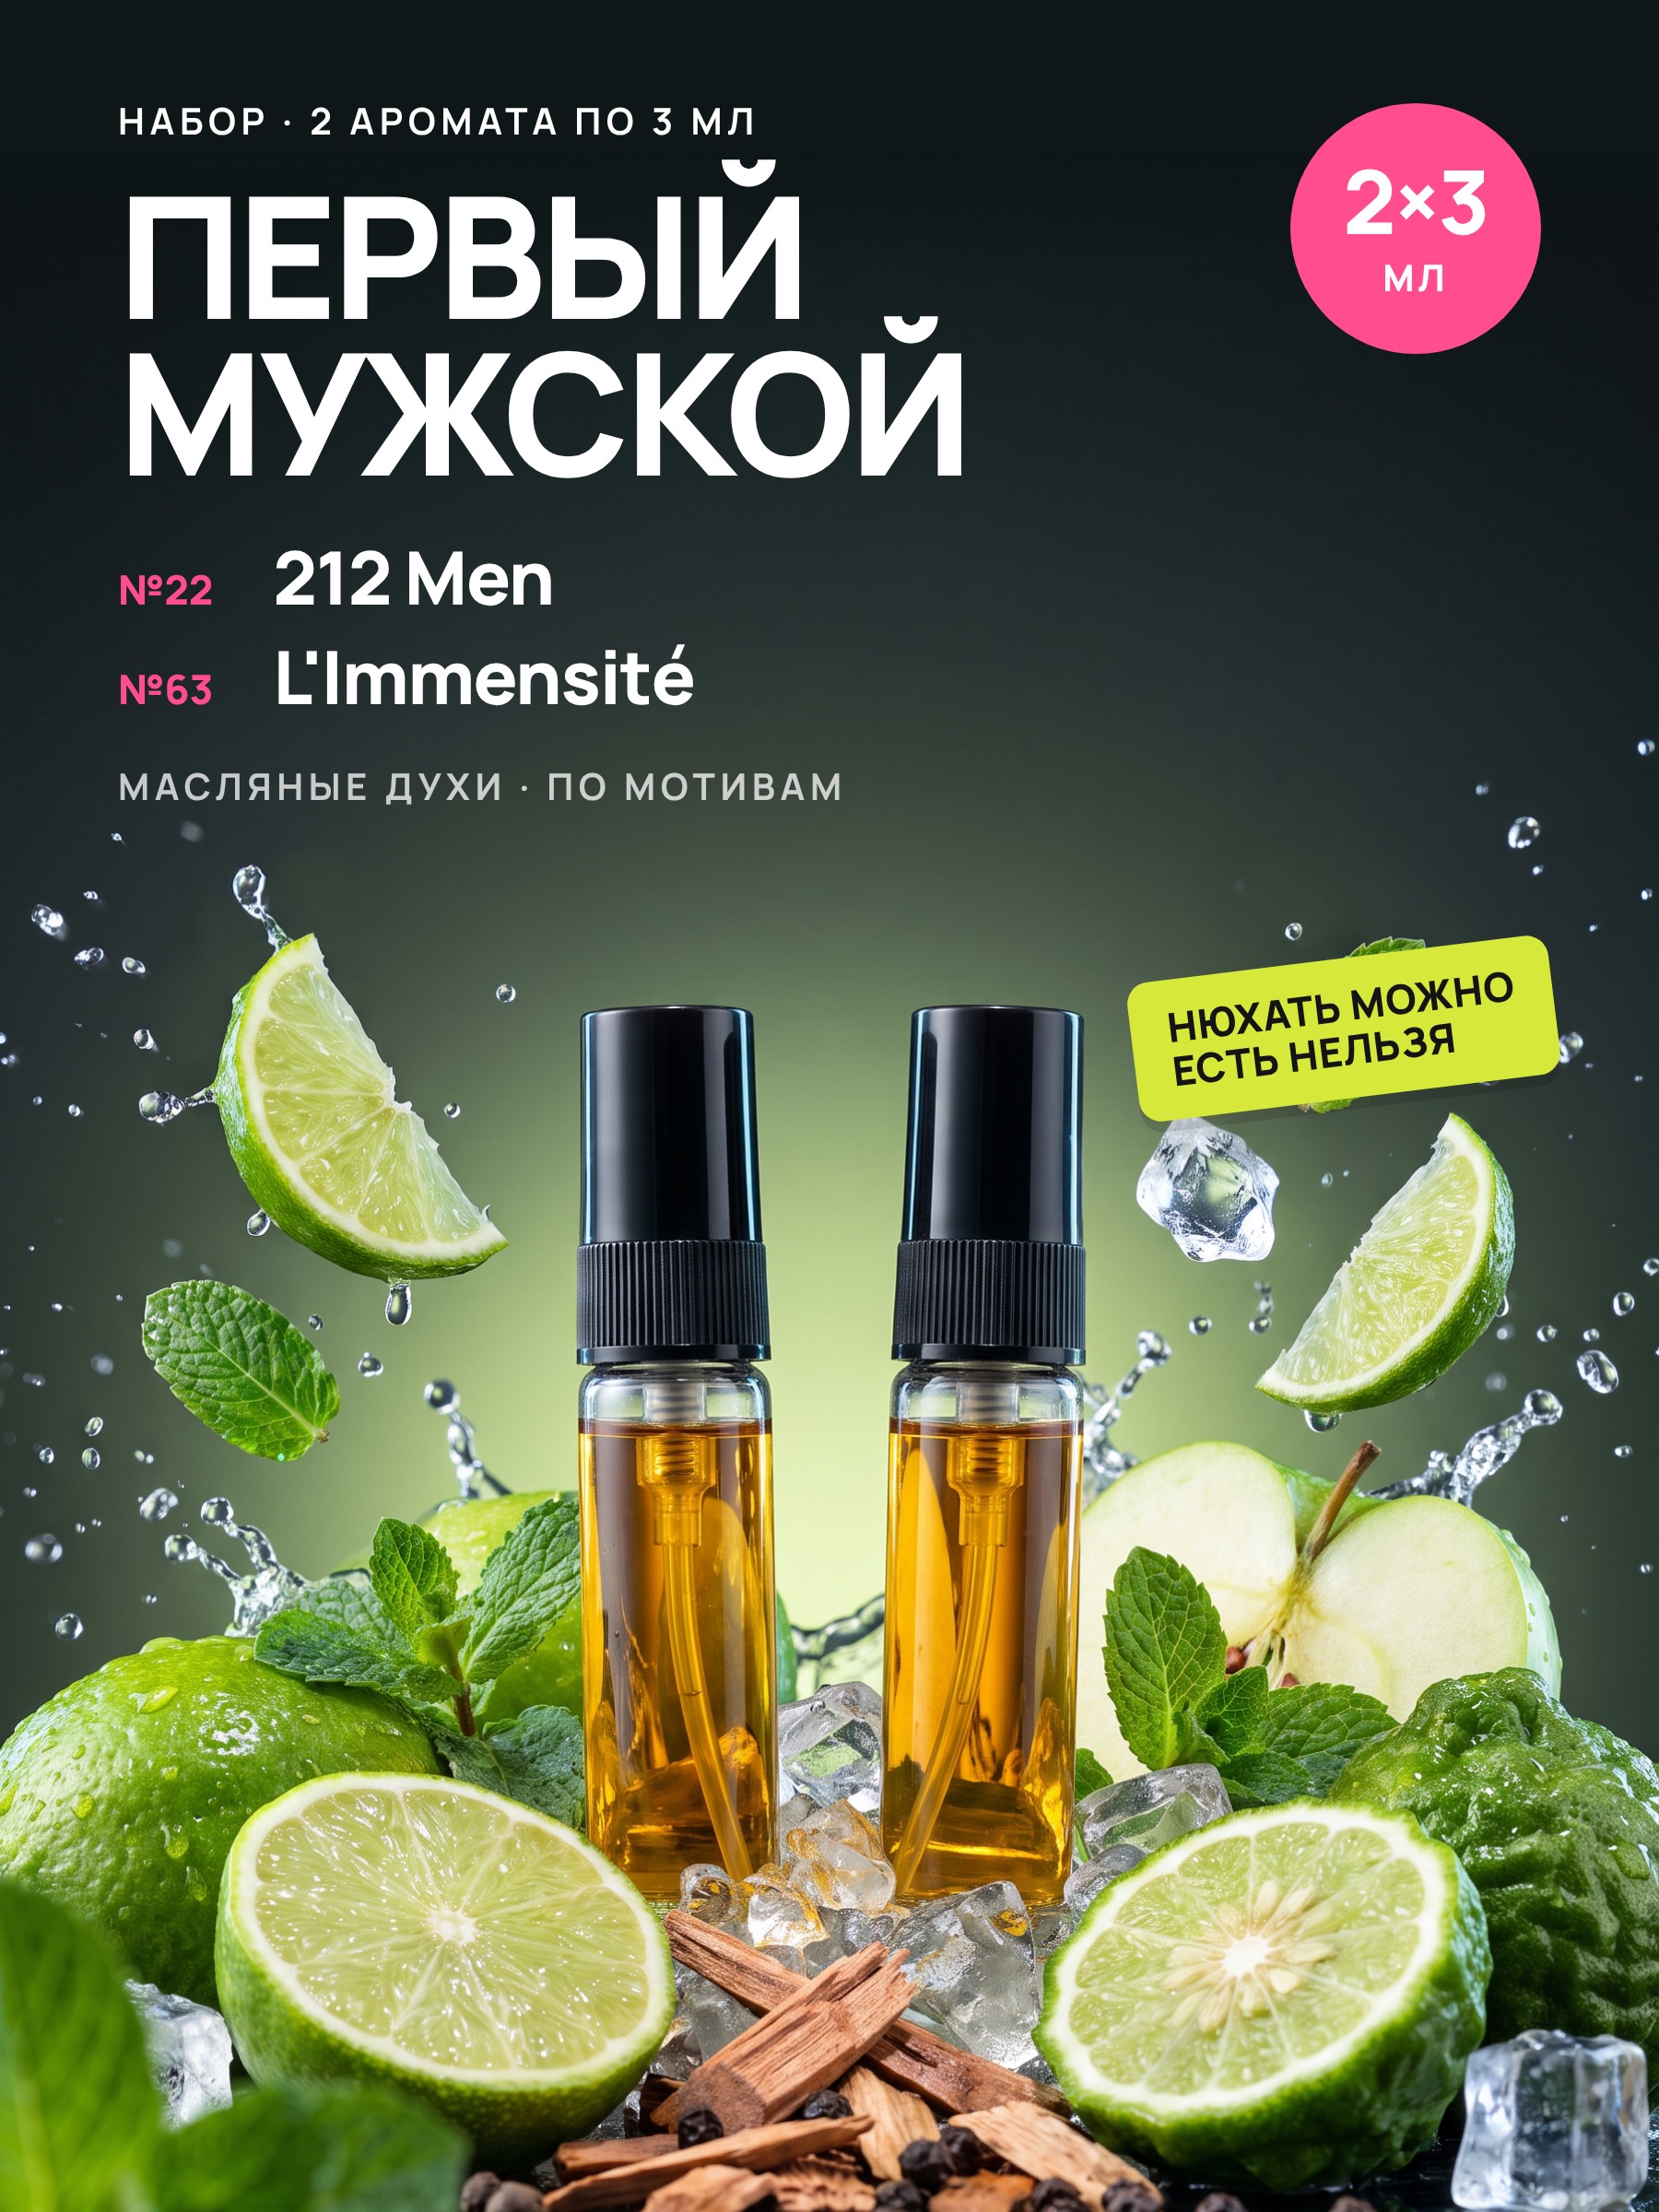 НАБОР · 2 АРОМАТА ПО 3 МЛ
ПЕРВЫЙ
МУЖСКОЙ
2×3
МЛ
№22 212 Men
№63 L'Immensité
МАСЛЯНЫЕ ДУХИ · ПО МОТИВАМ
НЮХАТЬ МОЖНО
ЕСТЬ НЕЛЬЗЯ